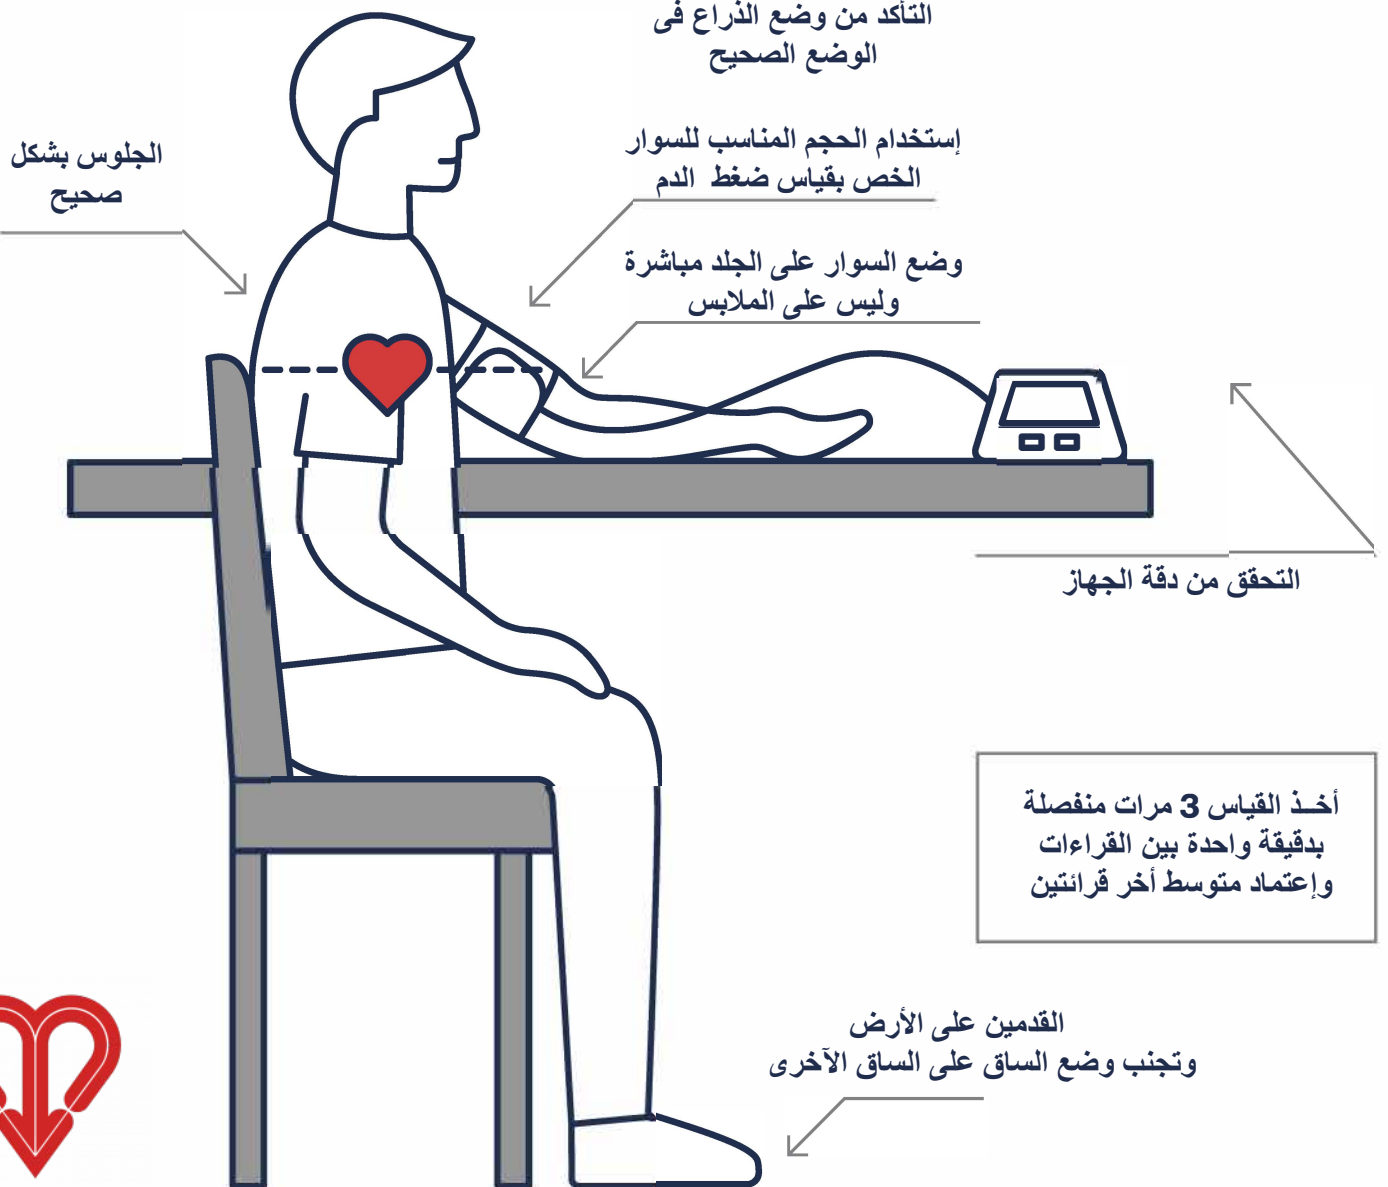 التأكد من وضع الذراع فى
الوضع الصحيح
إستخدام الحجم المناسب للسوار
الخص بقياس ضغط الدم
الجلوس بشكل
صحيح
وضع السوار على الجلد مباشرة
وليس على الملابس
التحقق من دقة الجهاز
أخـذ القياس 3 مرات منفصلة
بدقيقة واحدة بين القراءات
وإعتماد متوسط أخر قرائتين
القدمين على الأرض
وتجنب وضع الساق على الساق الآخرى